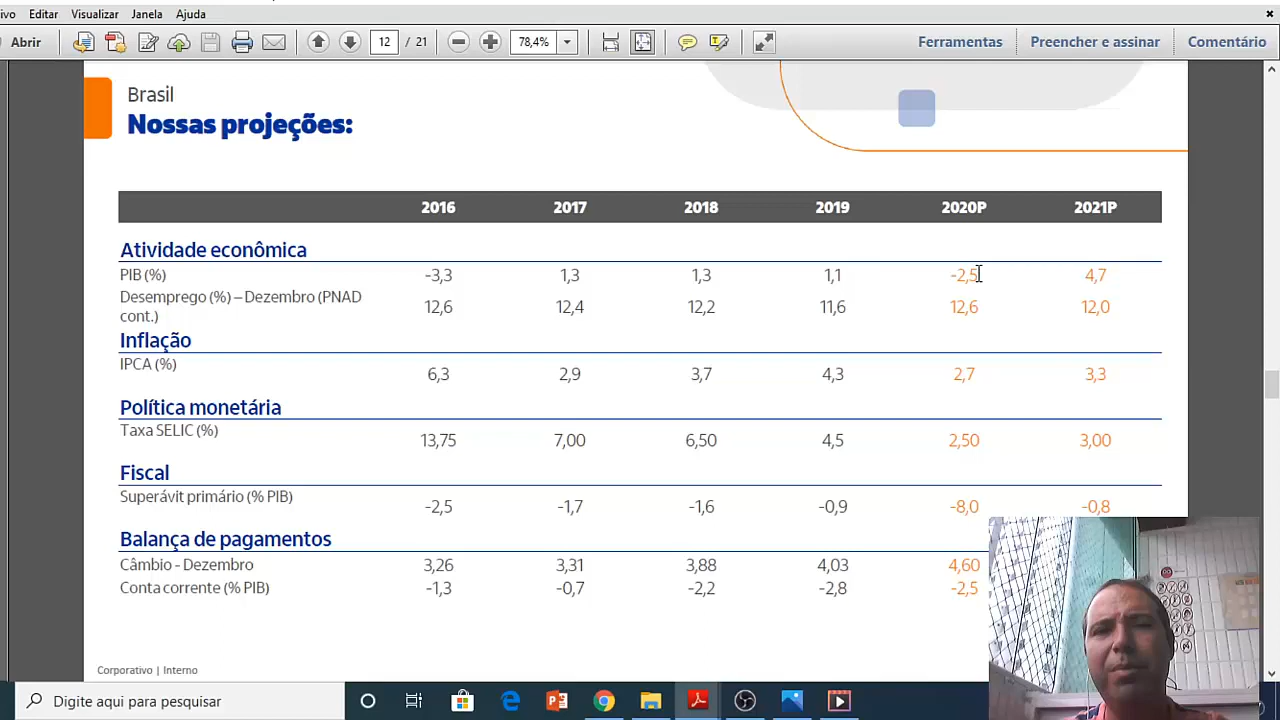 ivo Editar Visualizar Janela Ajuda
Abrir 12 / 21 78,4% Ferramentas Preencher e assinar Comentário
Brasil
Nossas projeções:
2016 2017 2018 2019 2020P 2021P
Atividade econômica
PIB (%) -3,3 1,3 1,3 1,1 -2,5 4,7
Desemprego (%) – Dezembro (PNAD
cont.) 12,6 12,4 12,2 11,6 12,6 12,0
Inflação
IPCA (%) 6,3 2,9 3,7 4,3 2,7 3,3
Política monetária
Taxa SELIC (%) 13,75 7,00 6,50 4,5 2,50 3,00
Fiscal
Superávit primário (% PIB) -2,5 -1,7 -1,6 -0,9 -8,0 -0,8
Balança de pagamentos
Câmbio - Dezembro 3,26 3,31 3,88 4,03 4,60
Conta corrente (% PIB) -1,3 -0,7 -2,2 -2,8 -2,5
Corporativo | Interno
Digite aqui para pesquisar